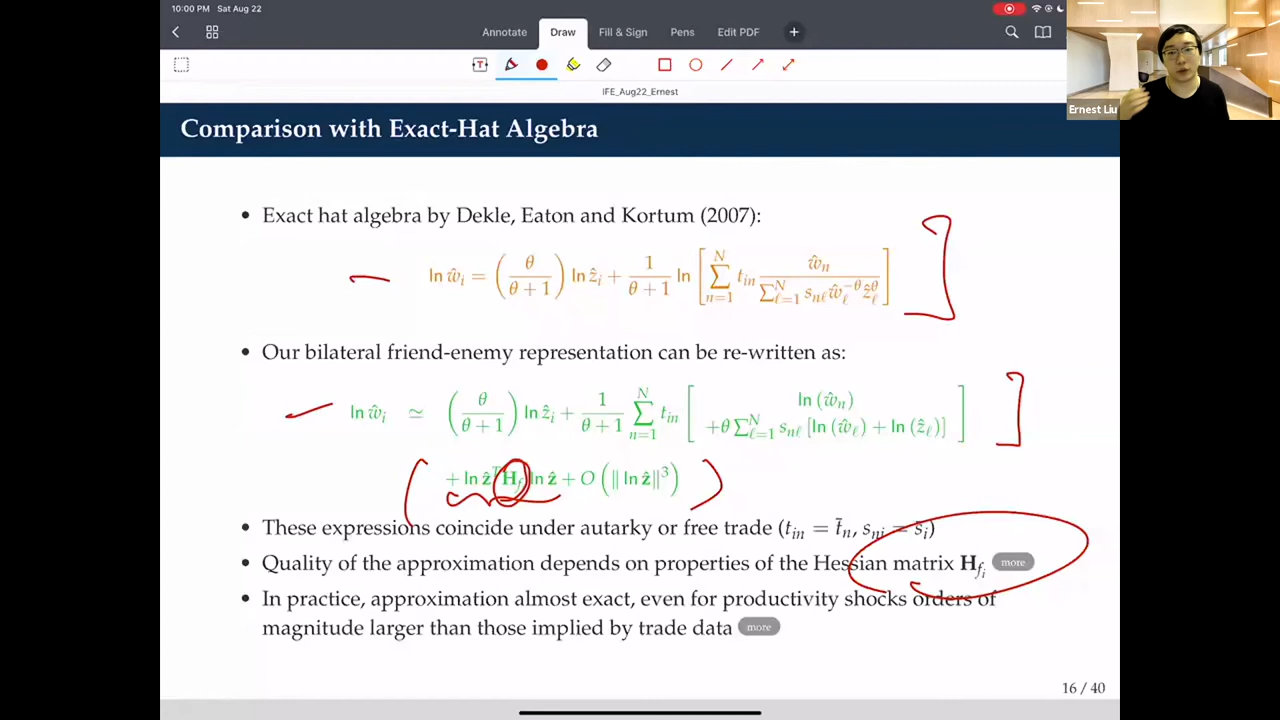 10:00 PM Sat Aug 22
Annotate Draw Fill & Sign Pens Edit PDF
IFE_Aug22_Ernest
Ernest Liu
Comparison with Exact-Hat Algebra
• Exact hat algebra by Dekle, Eaton and Kortum (2007):
ln ŵ_i = (θ/(θ+1)) ln ẑ_i + (1/(θ+1)) ln [ ∑_{n=1}^{N} t_{in} ŵ_n / (∑_{ℓ=1}^{N} s_{nℓ} ŵ_ℓ^{−θ} ẑ_ℓ^{θ}) ]
• Our bilateral friend-enemy representation can be re-written as:
ln ŵ_i ≃ (θ/(θ+1)) ln ẑ_i + (1/(θ+1)) ∑_{n=1}^{N} t_{in} [ ln (ŵ_n) + θ ∑_{ℓ=1}^{N} s_{nℓ} [ln (ŵ_ℓ) + ln (ẑ_ℓ)] ]
+ ln ẑ^T H_f ln ẑ + O (‖ ln ẑ ‖³)
• These expressions coincide under autarky or free trade (t_{in} = t̄_n, s_{ni} = s̄_i)
• Quality of the approximation depends on properties of the Hessian matrix H_{f_i} more
• In practice, approximation almost exact, even for productivity shocks orders of
magnitude larger than those implied by trade data more
16 / 40